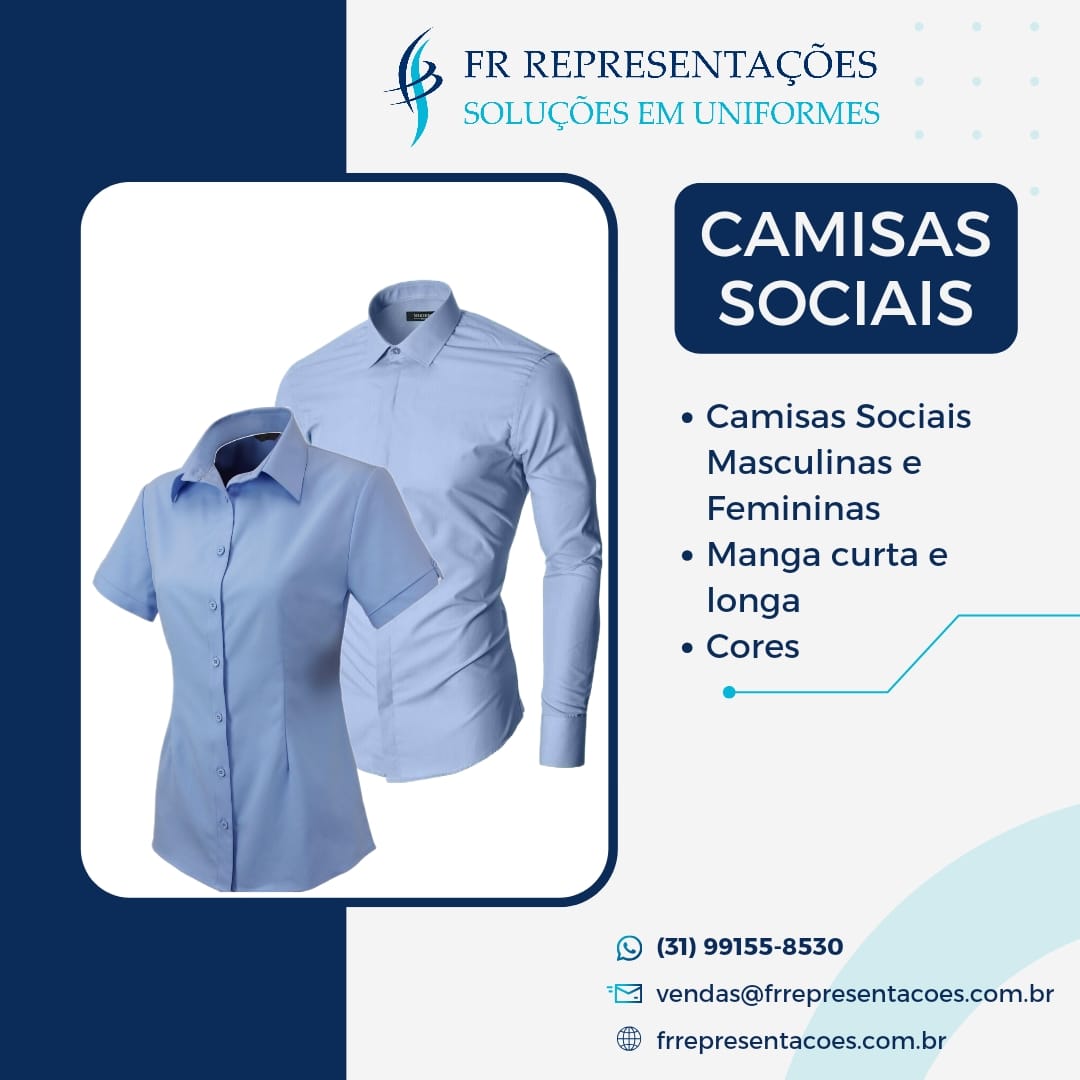 FR REPRESENTAÇÕES
SOLUÇÕES EM UNIFORMES
CAMISAS
SOCIAIS
• Camisas Sociais
Masculinas e
Femininas
• Manga curta e
longa
• Cores
(31) 99155-8530
vendas@frrepresentacoes.com.br
frrepresentacoes.com.br